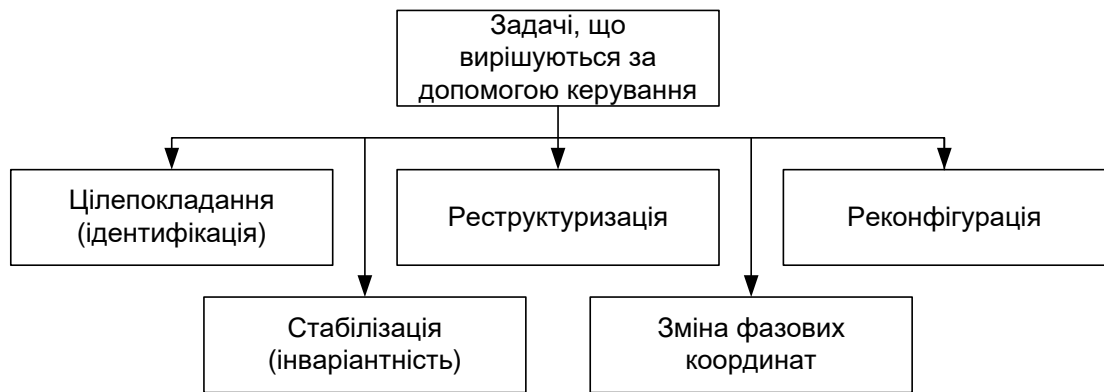 Задачі, що
вирішуються за
допомогою керування
Цілепокладання
(ідентифікація)
Реструктуризація
Реконфігурація
Стабілізація
(інваріантність)
Зміна фазових
координат